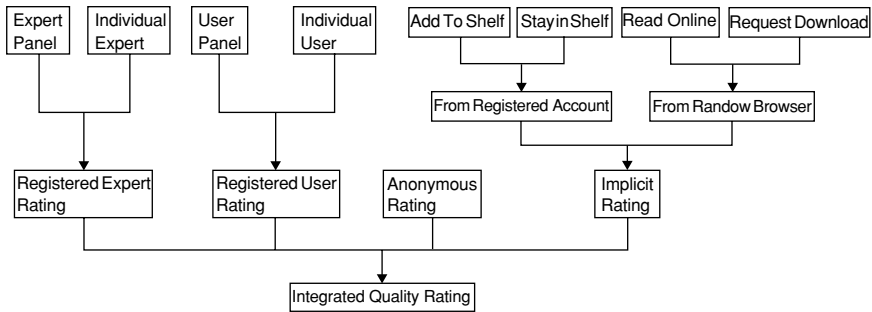 Expert
Panel
Individual
Expert
User
Panel
Individual
User
Add To Shelf
Stay in Shelf
Read Online
Request Download
From Registered Account
From Randow Browser
Registered Expert
Rating
Registered User
Rating
Anonymous
Rating
Implicit
Rating
Integrated Quality Rating